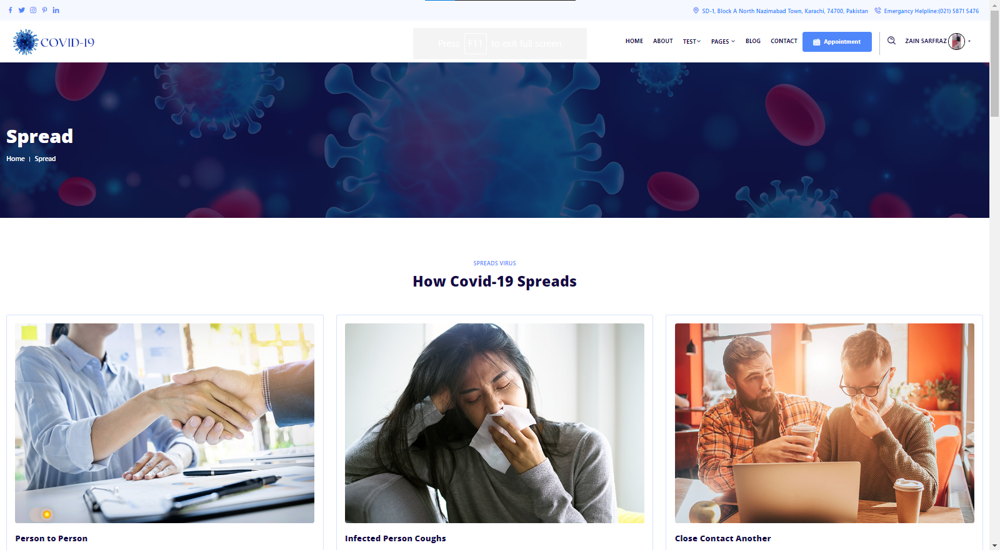 SD-1, Block A North Nazimabad Town, Karachi, 74700, Pakistan
Emergancy Helpline:(021) 5871 5476
COVID-19
Press F11 to exit full screen
HOME ABOUT TEST PAGES BLOG CONTACT Appointment ZAIN SARFRAZ
Spread
Home | Spread
SPREADS VIRUS
How Covid-19 Spreads
Person to Person
Infected Person Coughs
Close Contact Another